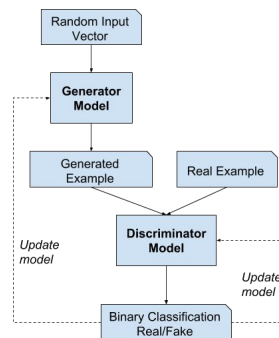 Random Input
Vector
Generator
Model
Generated
Example
Real Example
Discriminator
Model
Update
model
Update
model
Binary Classification
Real/Fake